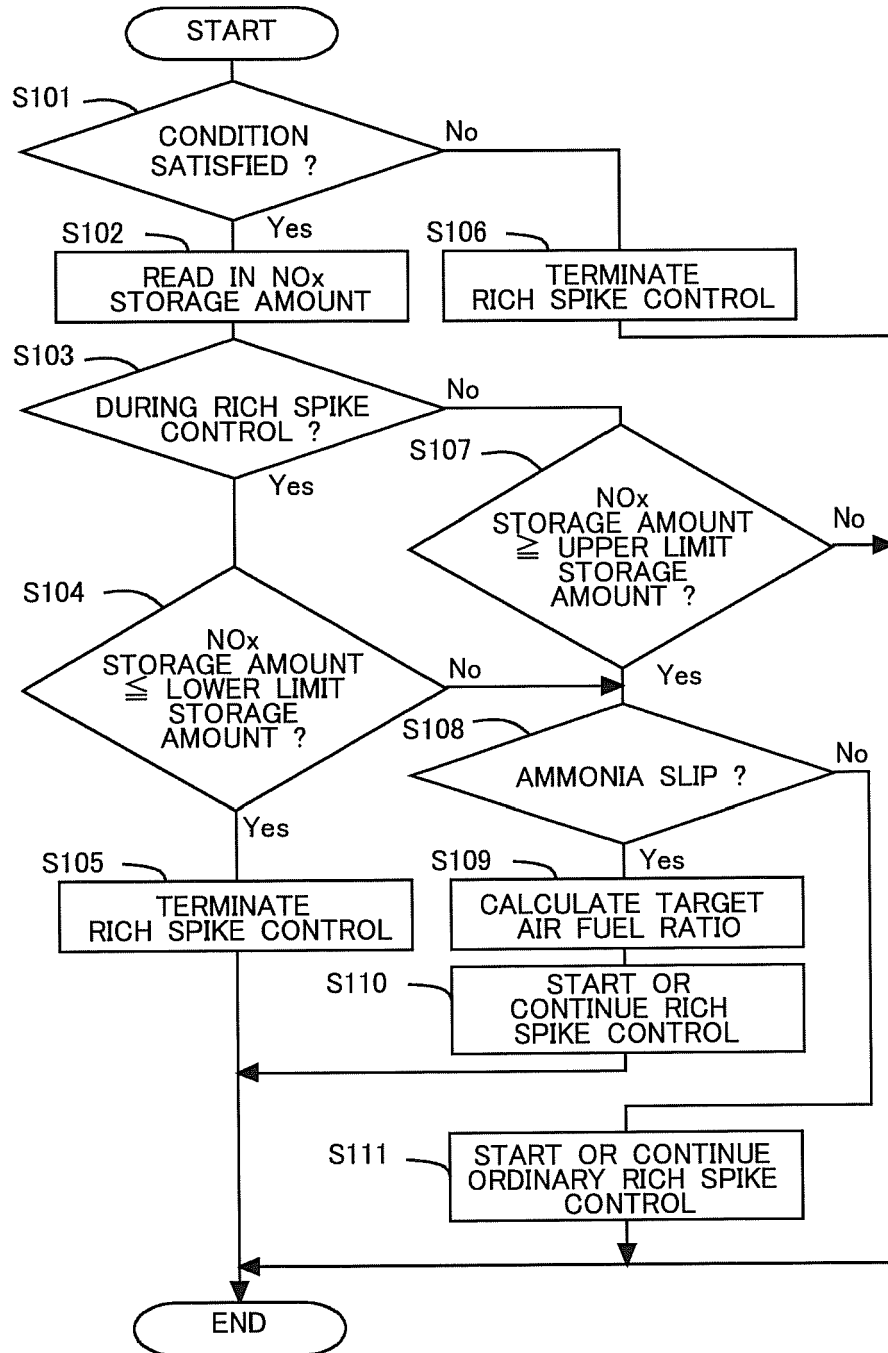 START
S101
CONDITION
SATISFIED ?
No
Yes
S102
READ IN NOx
STORAGE AMOUNT
S106
TERMINATE
RICH SPIKE CONTROL
S103
DURING RICH SPIKE
CONTROL ?
No
Yes
S107
NOx
STORAGE AMOUNT
≧ UPPER LIMIT
STORAGE
AMOUNT ?
No
Yes
S104
NOx
STORAGE AMOUNT
≦ LOWER LIMIT
STORAGE
AMOUNT ?
No
Yes
S108
AMMONIA SLIP ?
No
Yes
S105
TERMINATE
RICH SPIKE CONTROL
S109
CALCULATE TARGET
AIR FUEL RATIO
S110
START OR
CONTINUE RICH
SPIKE CONTROL
S111
START OR CONTINUE
ORDINARY RICH SPIKE
CONTROL
END